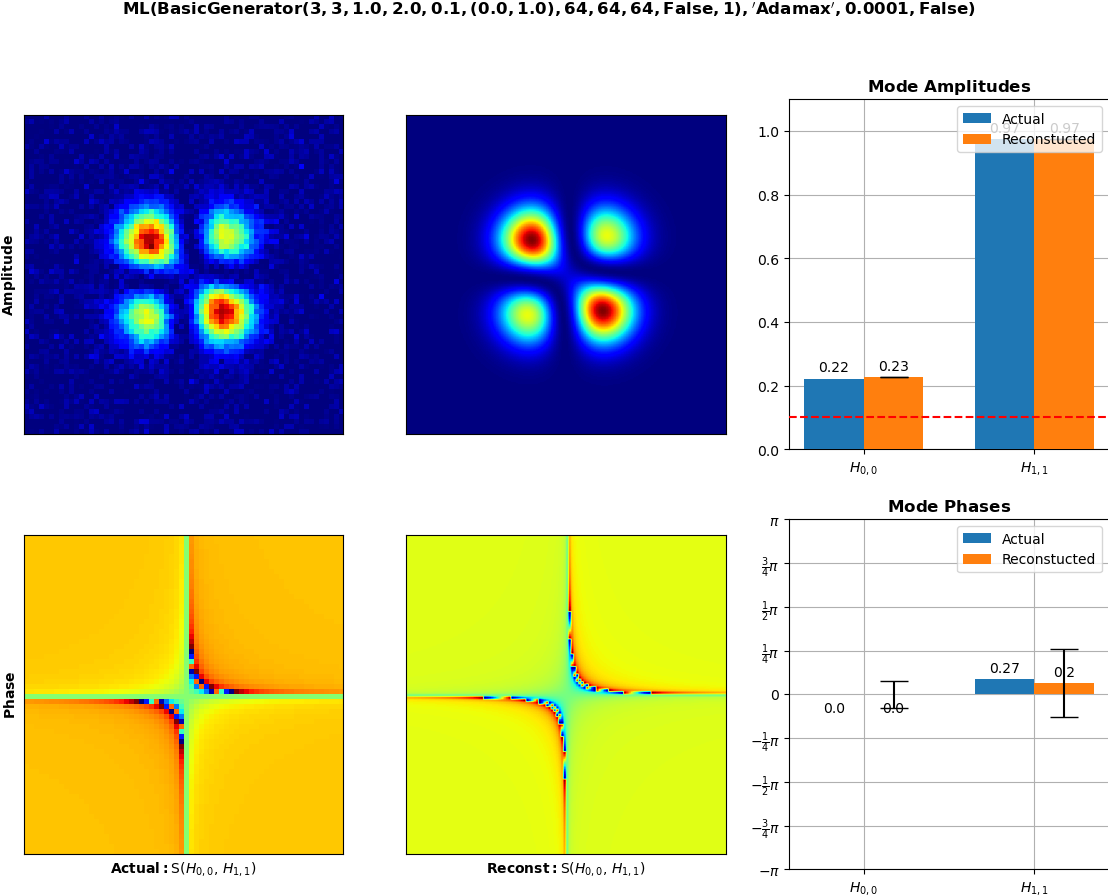 ML(BasicGenerator(3, 3, 1.0, 2.0, 0.1, (0.0, 1.0), 64, 64, 64, False, 1), ′Adamax′, 0.0001, False)
Amplitude
Mode Amplitudes
Actual
Reconstucted
0.97
0.97
1.0
0.8
0.6
0.4
0.2
0.0
0.22
0.23
H0, 0
H1, 1
Phase
Actual: S(H0, 0, H1, 1)
Reconst: S(H0, 0, H1, 1)
Mode Phases
Actual
Reconstucted
π
3/4π
1/2π
1/4π
0
−1/4π
−1/2π
−3/4π
−π
0.0
0.0
0.27
0.2
H0, 0
H1, 1